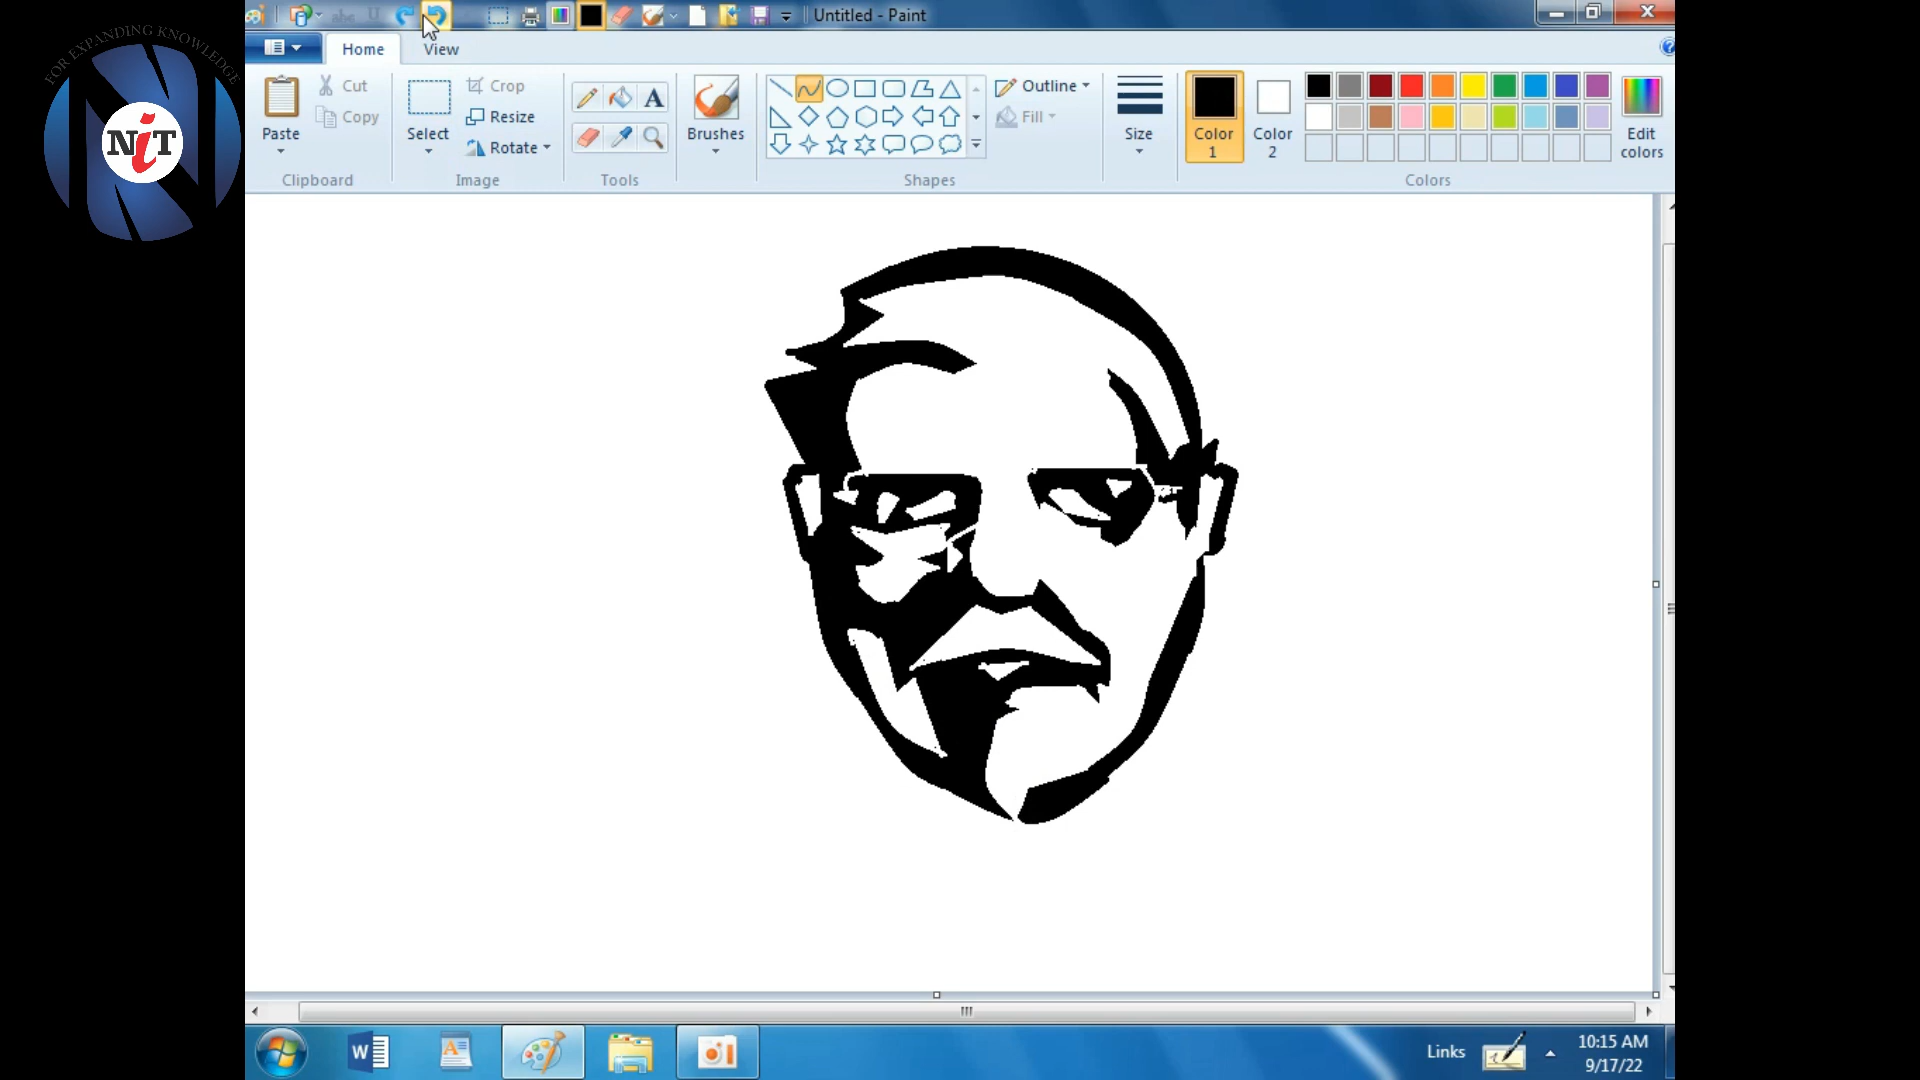 FOR EXPANDING KNOWLEDGE
NiT
abc U
Untitled - Paint
Home View
Cut
Copy
Paste
Clipboard
Select
Crop
Resize
Rotate
Image
A
Tools
Brushes
Shapes
Outline
Fill
Size
Color 1
Color 2
Edit colors
Colors
W
A
Links
10:15 AM
9/17/22